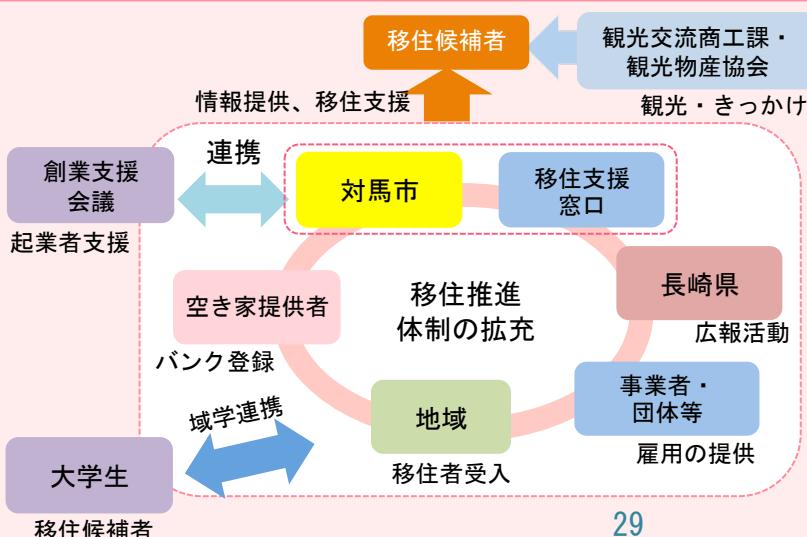 移住候補者
観光交流商工課・
観光物産協会
情報提供、移住支援
観光・きっかけ
連携
創業支援
会議
起業者支援
対馬市
移住支援
窓口
空き家提供者
バンク登録
移住推進
体制の拡充
長崎県
広報活動
事業者・
団体等
雇用の提供
地域
移住者受入
域学連携
大学生
移住候補者
29